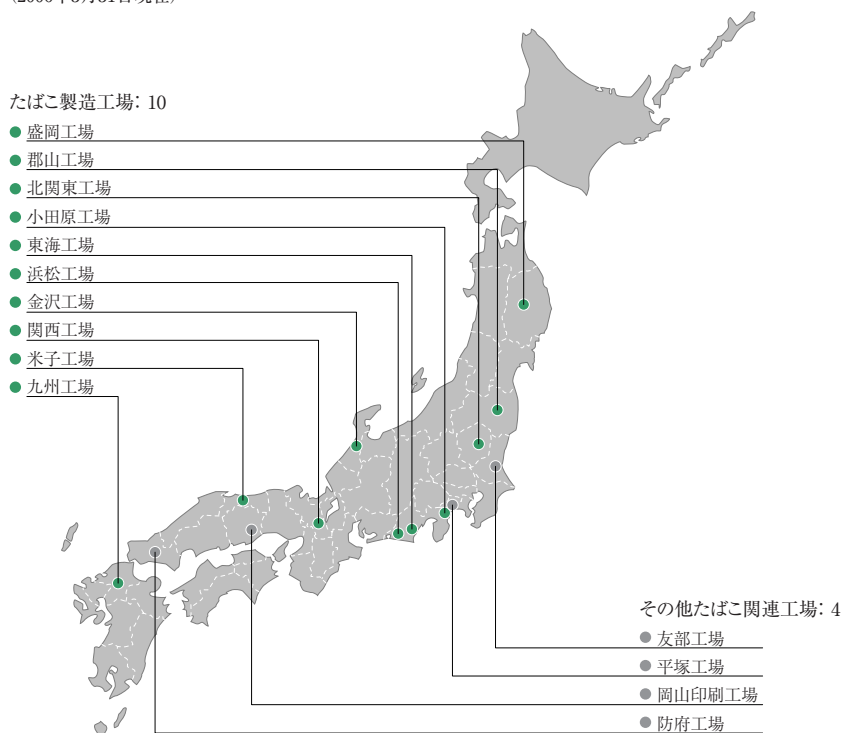 たばこ製造工場：10
盛岡工場
郡山工場
北関東工場
小田原工場
東海工場
浜松工場
金沢工場
関西工場
米子工場
九州工場
その他たばこ関連工場：4
友部工場
平塚工場
岡山印刷工場
防府工場